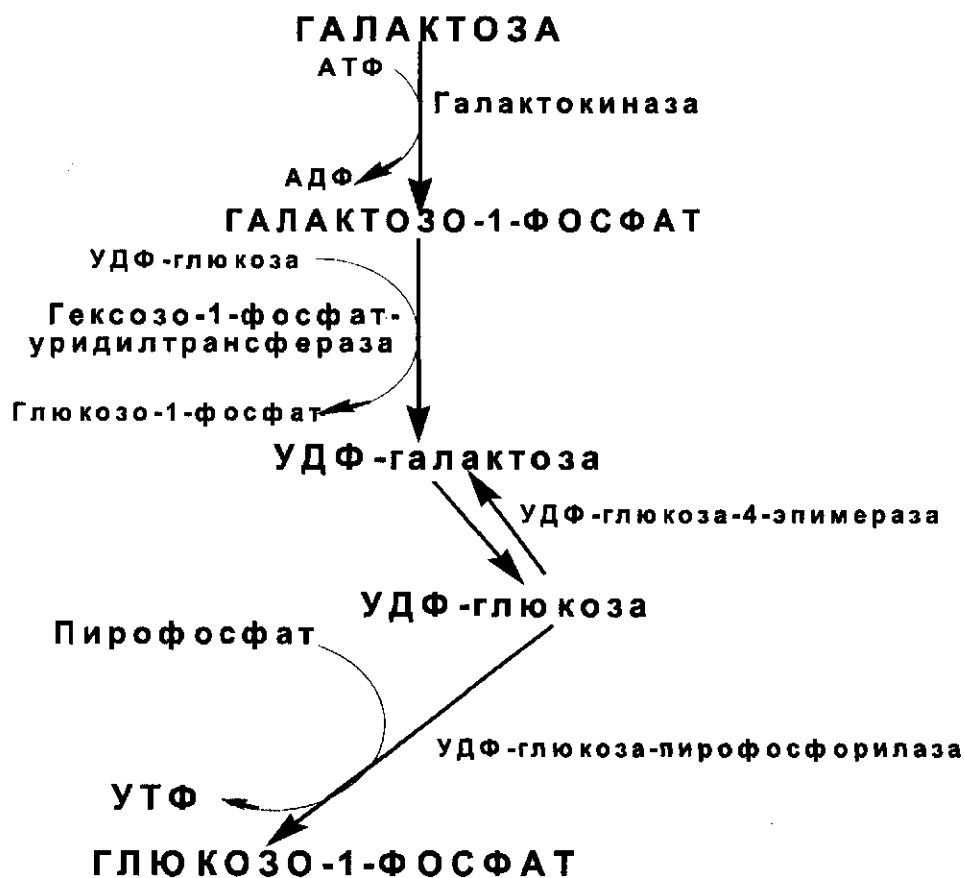 ГАЛАКТОЗА
АТФ
Галактокиназа
АДФ
ГАЛАКТОЗО-1-ФОСФАТ
УДФ-глюкоза
Гексозо-1-фосфат-
уридилтрансфераза
Глюкозо-1-фосфат
УДФ-галактоза
УДФ-глюкоза-4-эпимераза
УДФ-глюкоза
Пирофосфат
УДФ-глюкоза-пирофосфорилаза
УТФ
ГЛЮКОЗО-1-ФОСФАТ